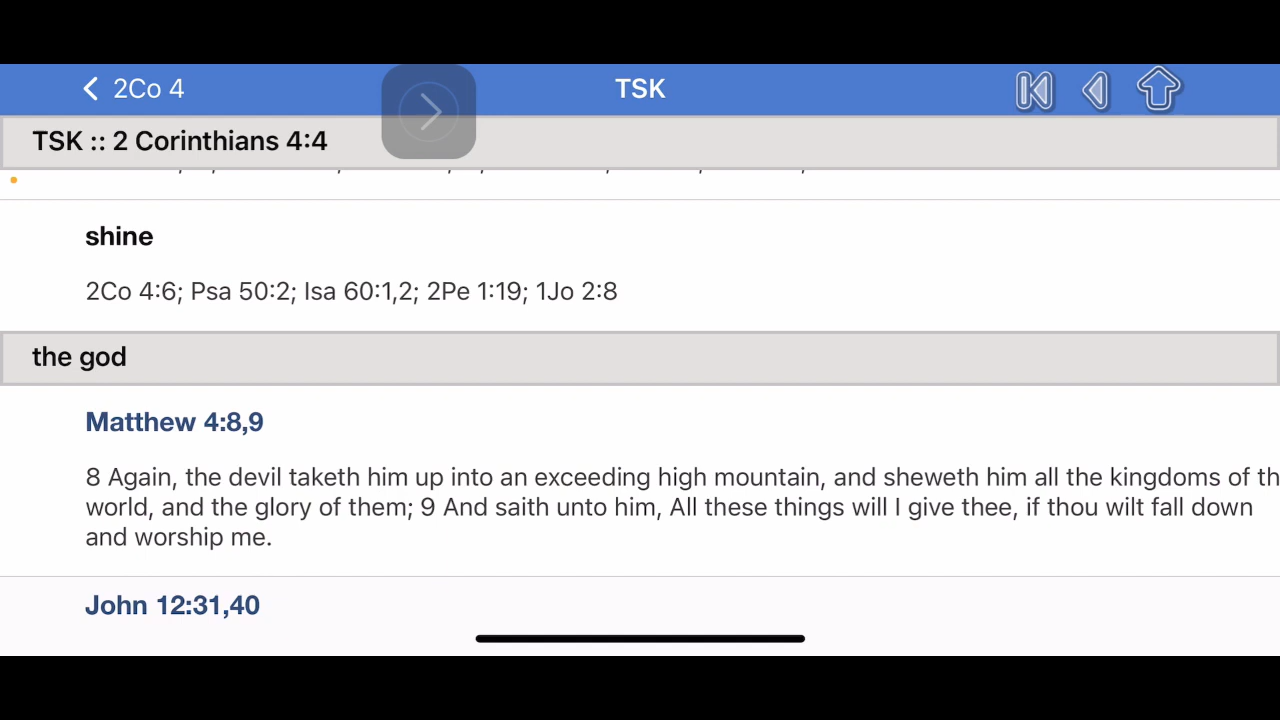 2Co 4
TSK
TSK :: 2 Corinthians 4:4
shine
2Co 4:6; Psa 50:2; Isa 60:1,2; 2Pe 1:19; 1Jo 2:8
the god
Matthew 4:8,9
8 Again, the devil taketh him up into an exceeding high mountain, and sheweth him all the kingdoms of th
world, and the glory of them; 9 And saith unto him, All these things will I give thee, if thou wilt fall down
and worship me.
John 12:31,40